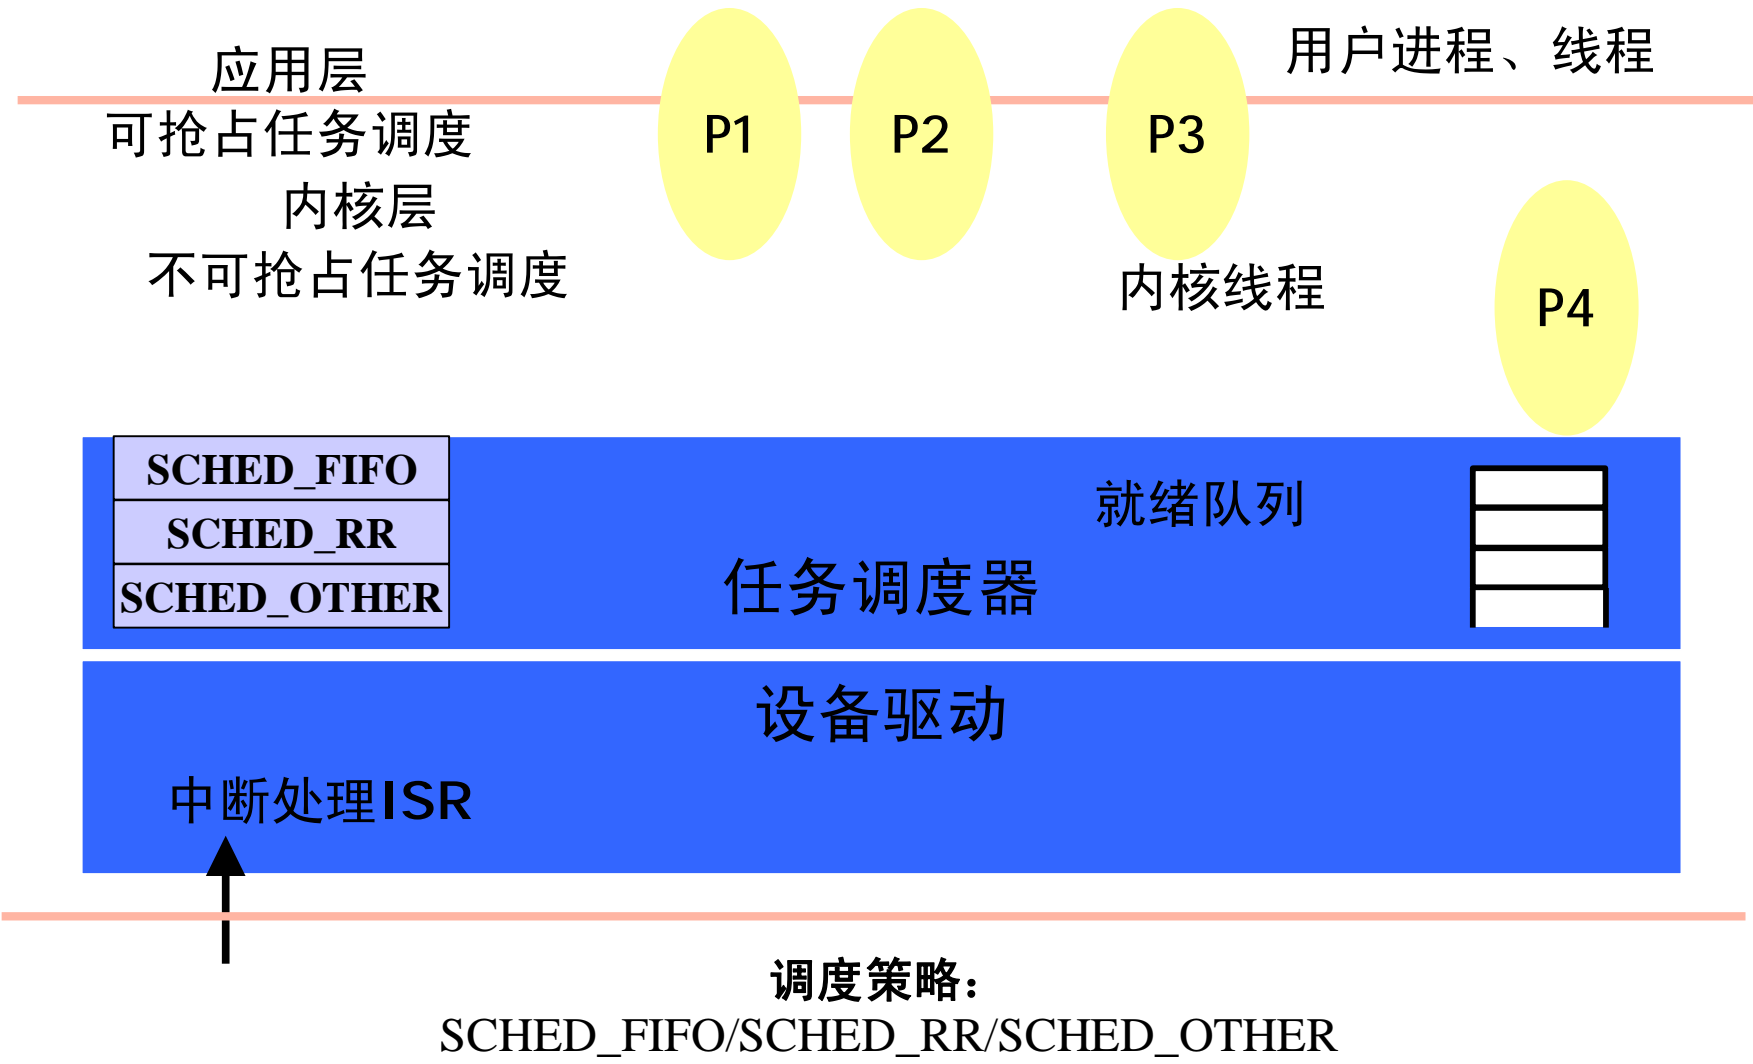 应用层
用户进程、线程
可抢占任务调度
P1
P2
P3
内核层
不可抢占任务调度
内核线程
P4
SCHED_FIFO
SCHED_RR
SCHED_OTHER
就绪队列
任务调度器
设备驱动
中断处理ISR
调度策略：
SCHED_FIFO/SCHED_RR/SCHED_OTHER